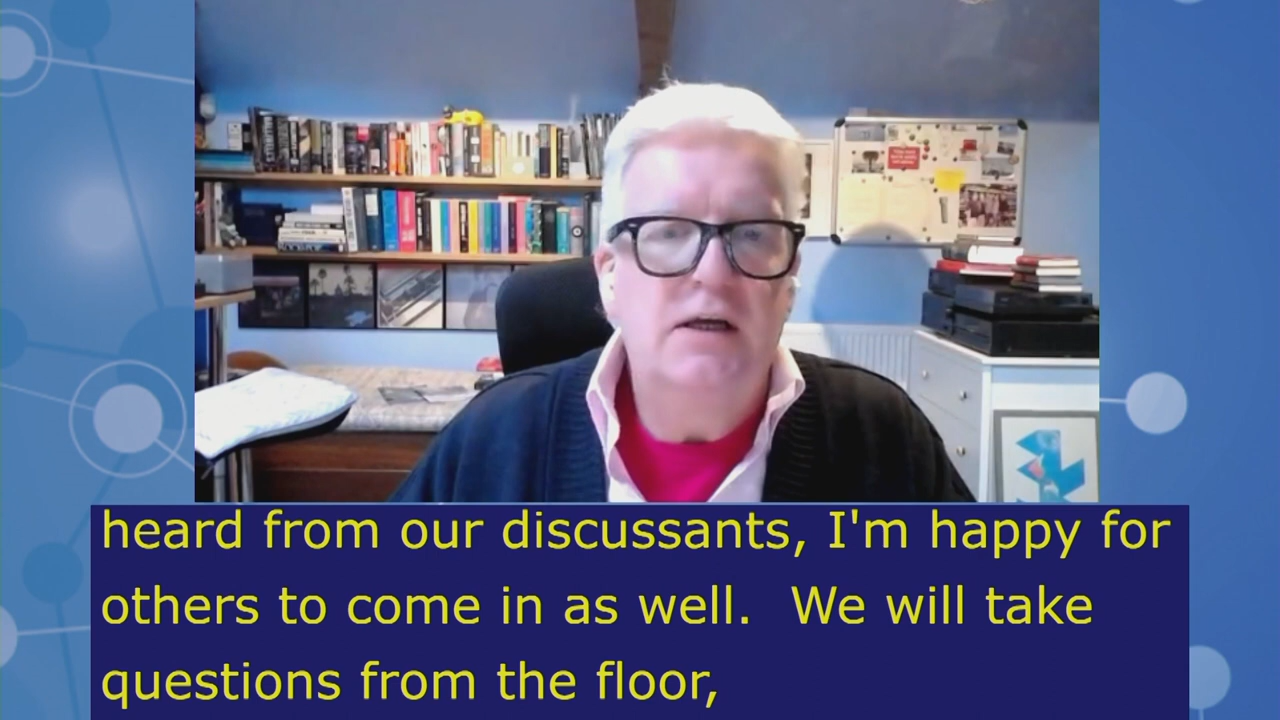 heard from our discussants, I'm happy for
others to come in as well.  We will take
questions from the floor,